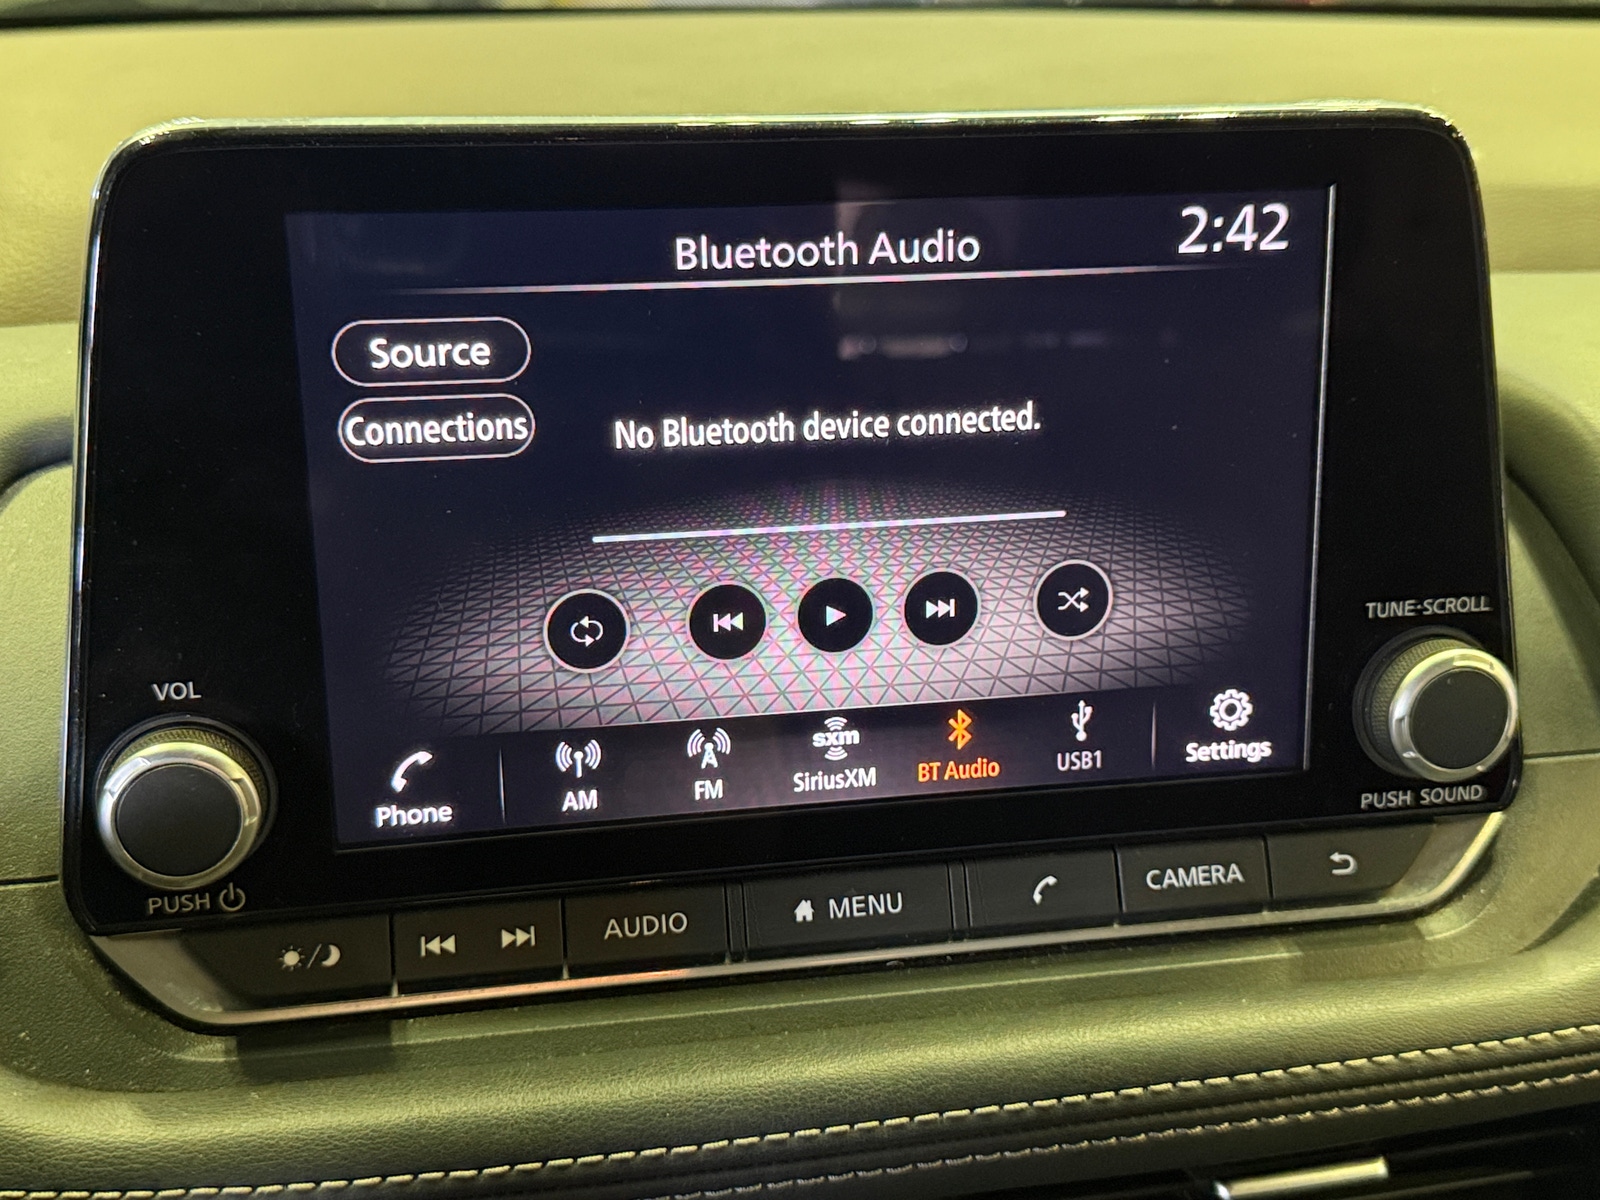 Bluetooth Audio
2:42
Source
Connections
No Bluetooth device connected.
TUNE·SCROLL
VOL
Phone
AM
FM
sxm
SiriusXM
BT Audio
USB1
Settings
PUSH SOUND
PUSH
AUDIO
MENU
CAMERA